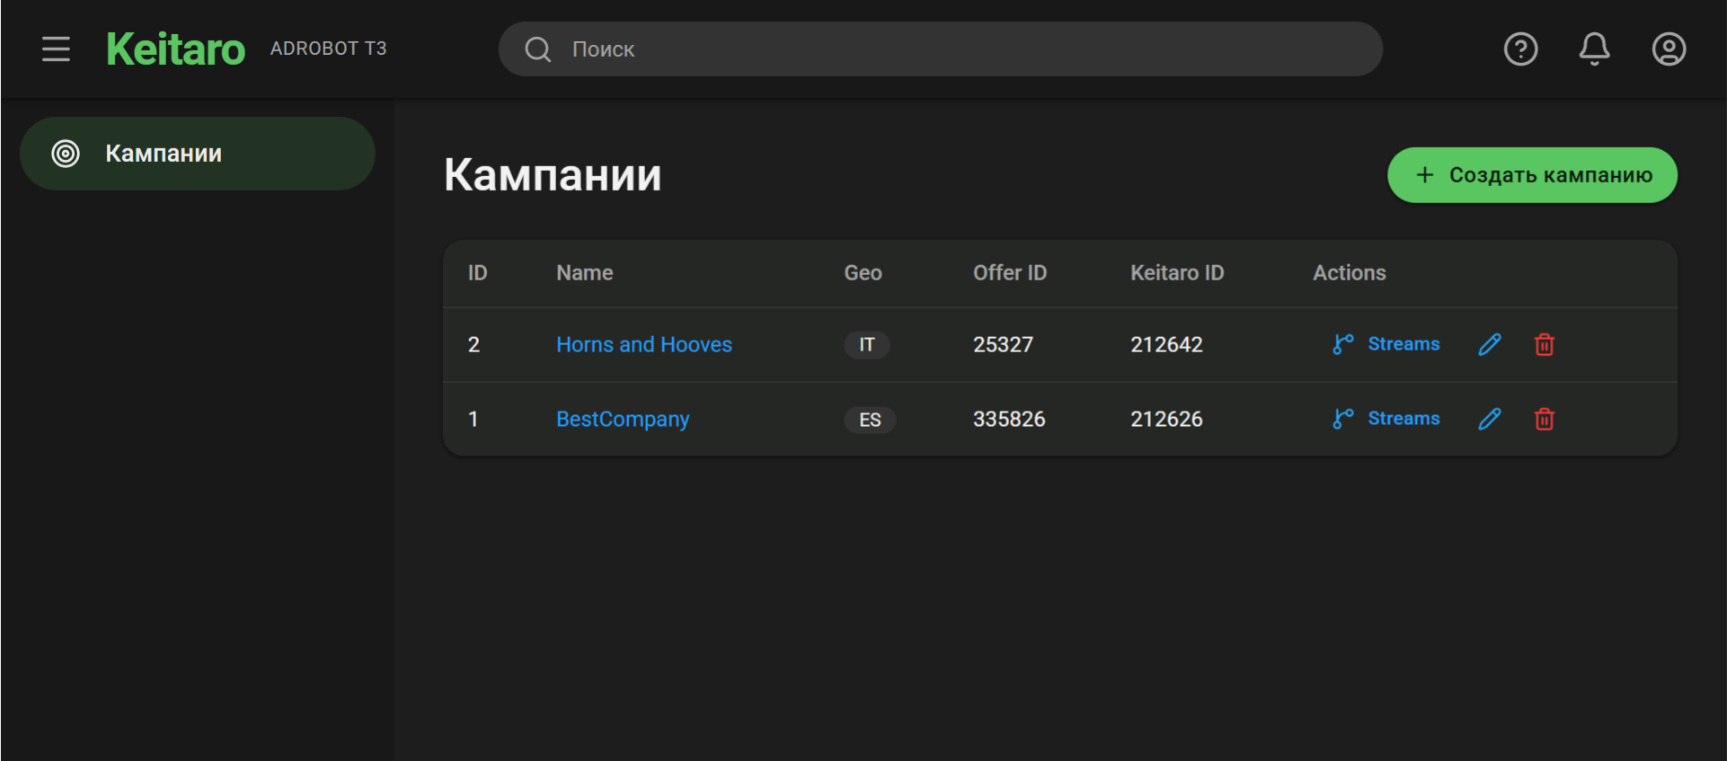 Keitaro ADROBOT T3 Поиск
Кампании
Кампании + Создать кампанию
ID Name Geo Offer ID Keitaro ID Actions
2 Horns and Hooves IT 25327 212642 Streams
1 BestCompany ES 335826 212626 Streams